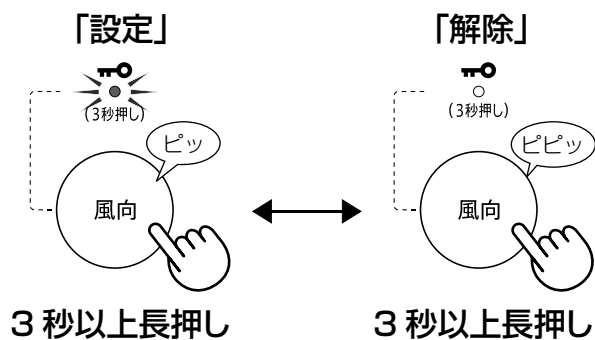 「設定」
(3秒押し)
ピッ
風向
3秒以上長押し
「解除」
(3秒押し)
ピピッ
風向
3秒以上長押し